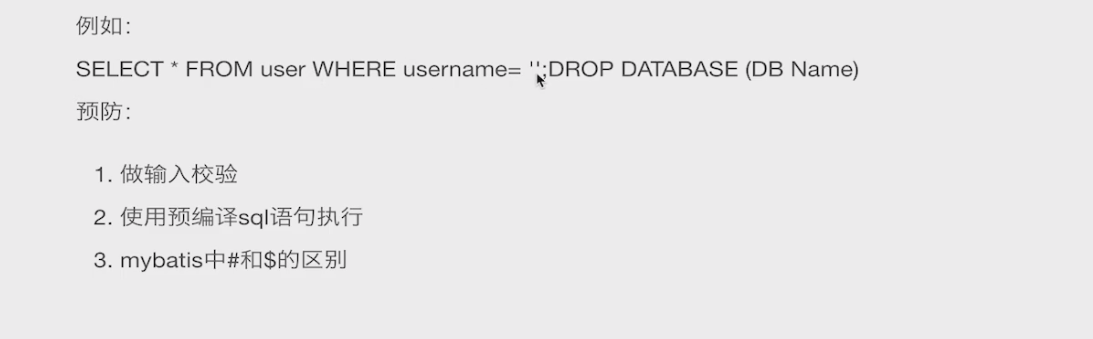 例如：
SELECT * FROM user WHERE username= '';DROP DATABASE (DB Name)
预防：
1. 做输入校验
2. 使用预编译sql语句执行
3. mybatis中#和$的区别